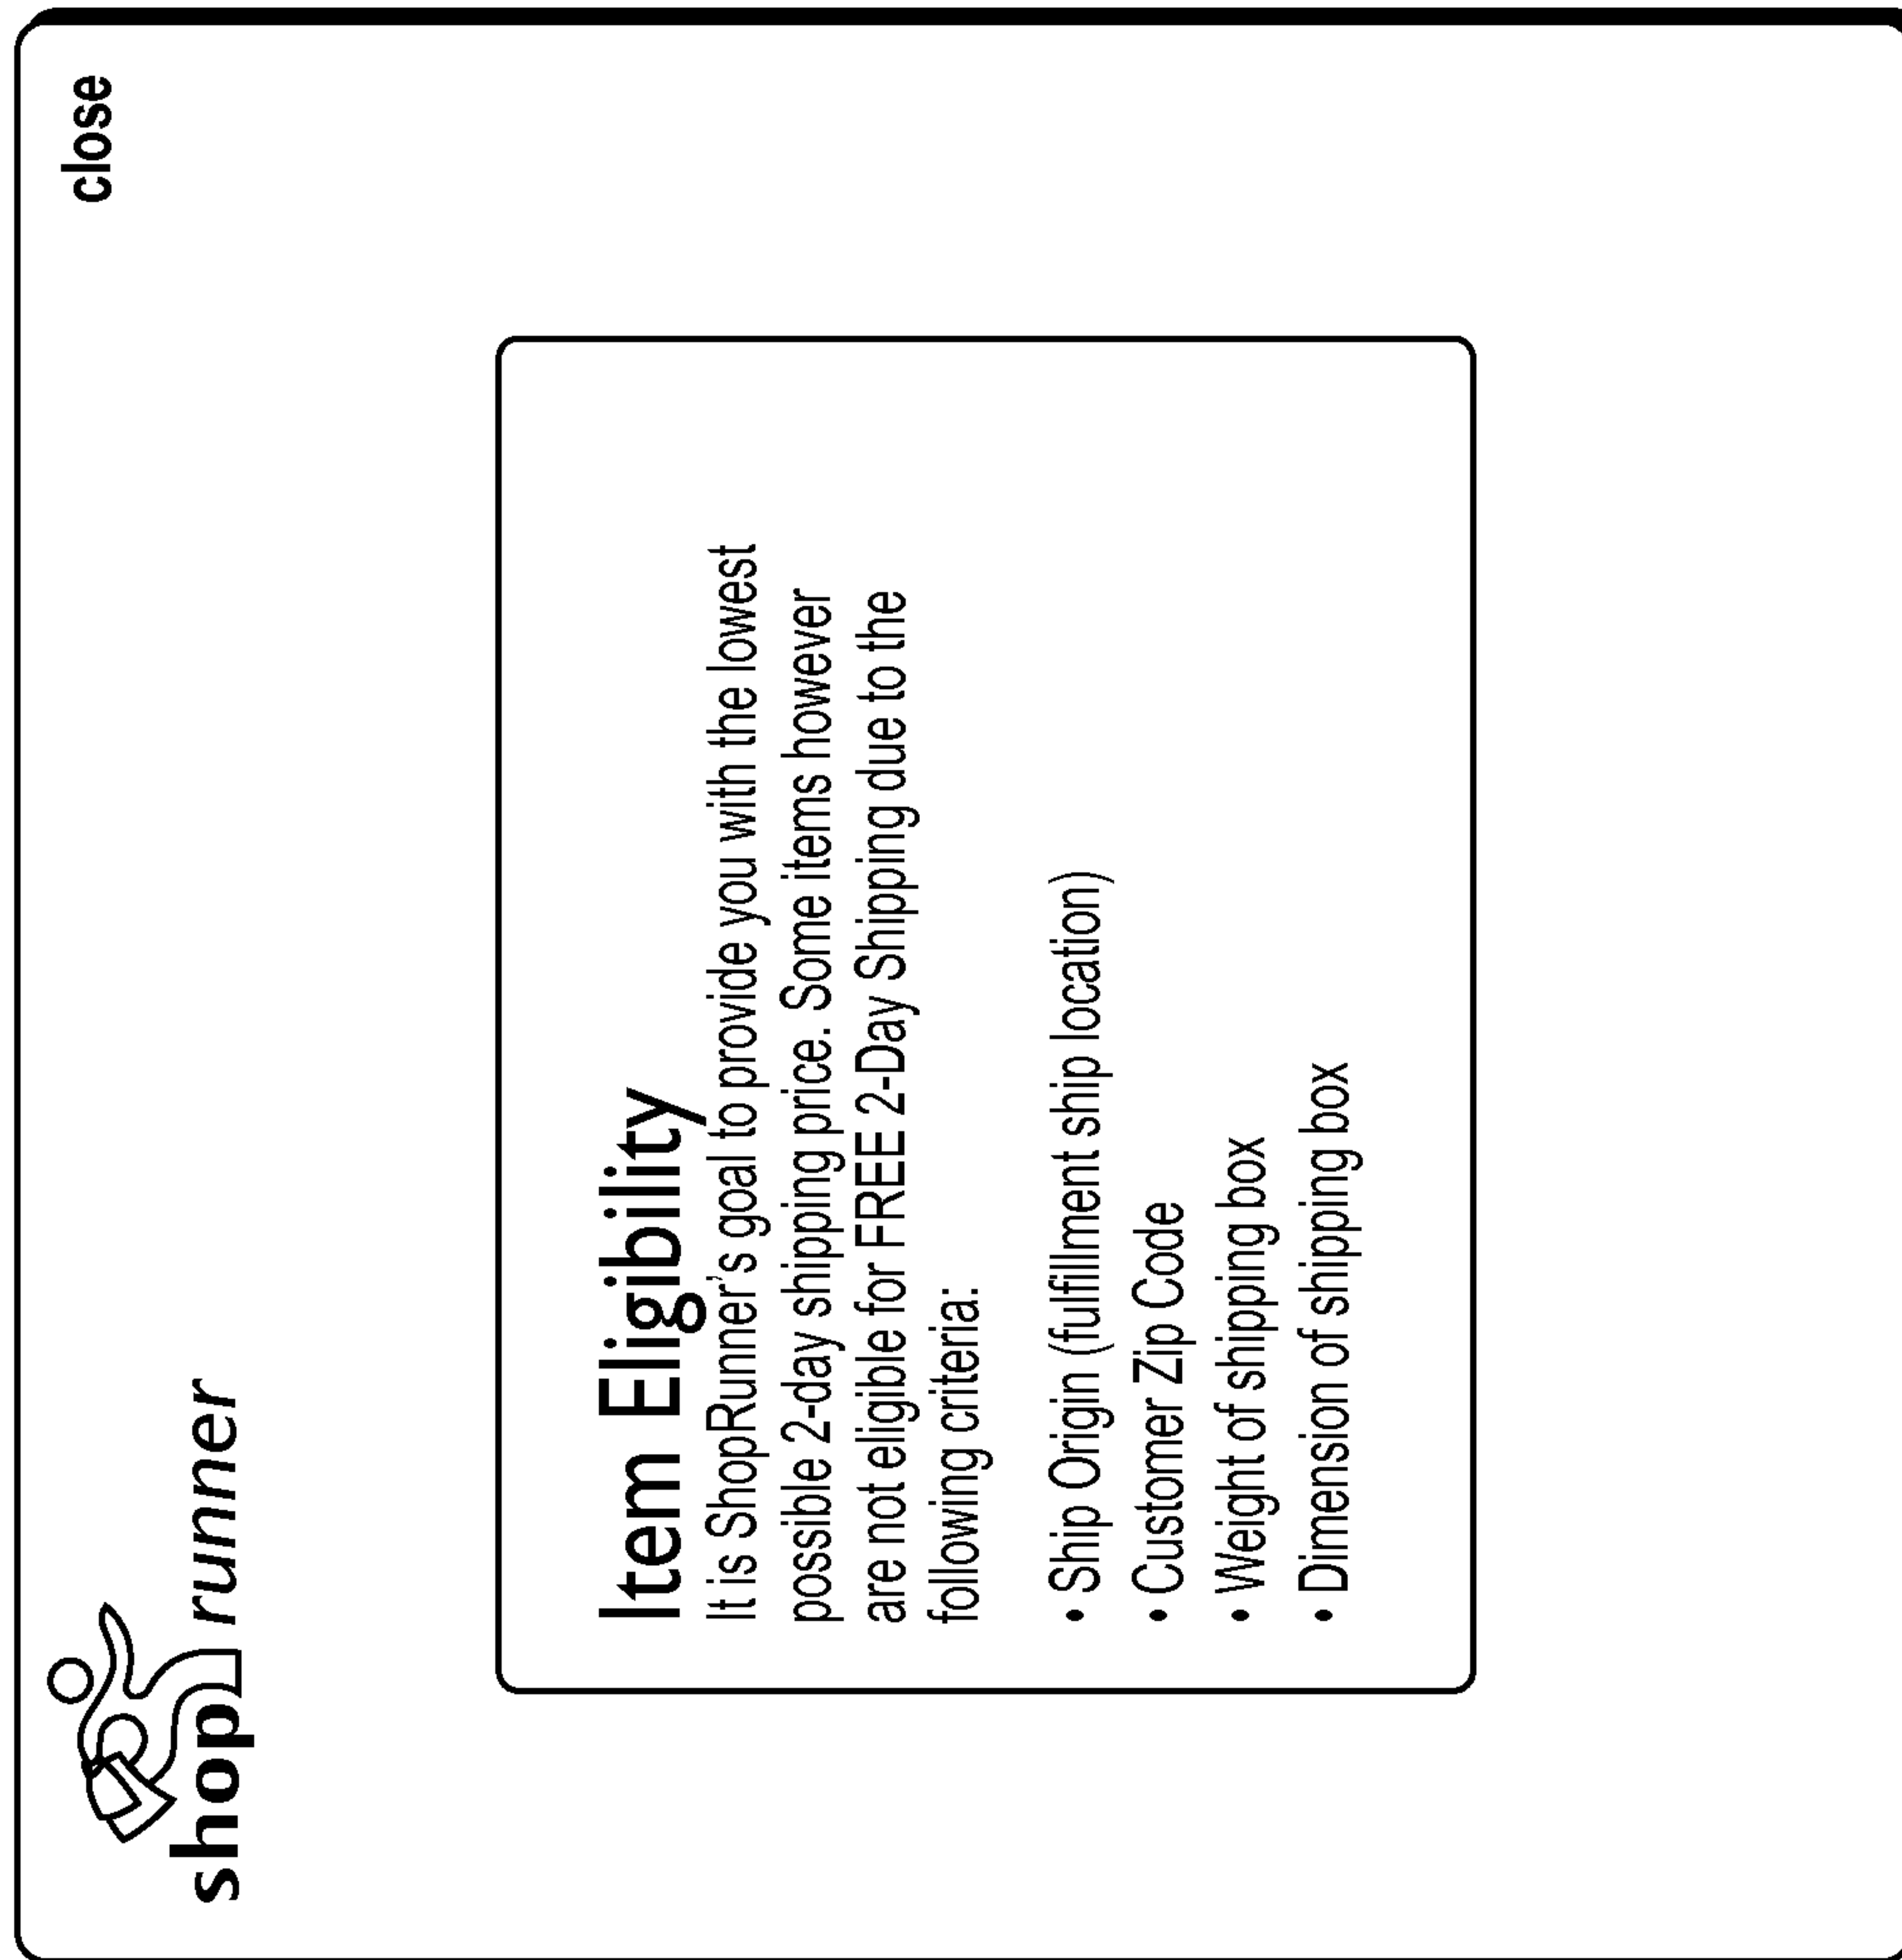 shop runner
close
Item Eligibility
It is ShopRunner's goal to provide you with the lowest
possible 2-day shipping price. Some items however
are not eligible for FREE 2-Day Shipping due to the
following criteria:
• Ship Origin (fulfillment ship location)
• Customer Zip Code
• Weight of shipping box
• Dimension of shipping box